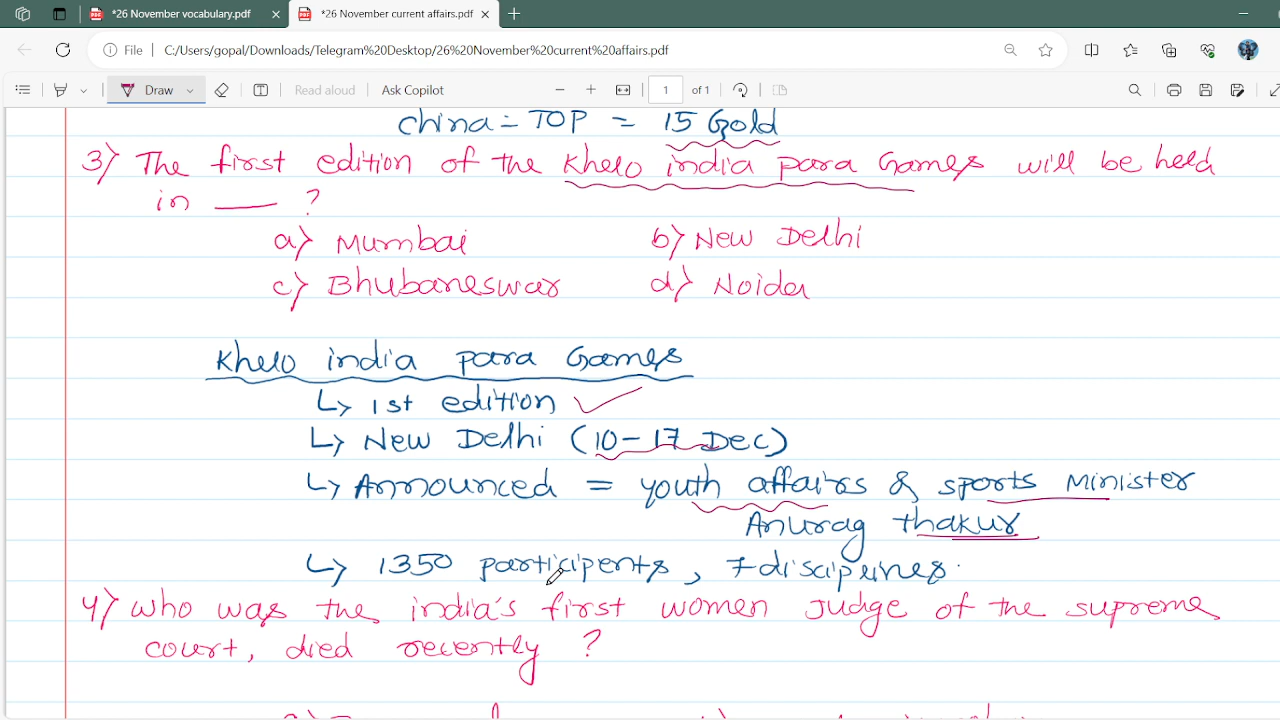 *26 November vocabulary.pdf
*26 November current affairs.pdf
File C:/Users/gopal/Downloads/Telegram%20Desktop/26%20November%20current%20affairs.pdf
Draw Read aloud Ask Copilot 1 of 1
China = TOP = 15 Gold
3) The first edition of the Khelo india para Games will be held
in ___ ?
a) Mumbai b) New Delhi
c) Bhubaneswar d) Noida
Khelo india para Games
↳ 1st edition ✓
↳ New Delhi (10-17 Dec)
↳ Announced = youth affairs & sports Minister
Anurag thakur
↳ 1350 participents, 7 disciplines.
4) who was the india's first women Judge of the supreme
court, died recently ?